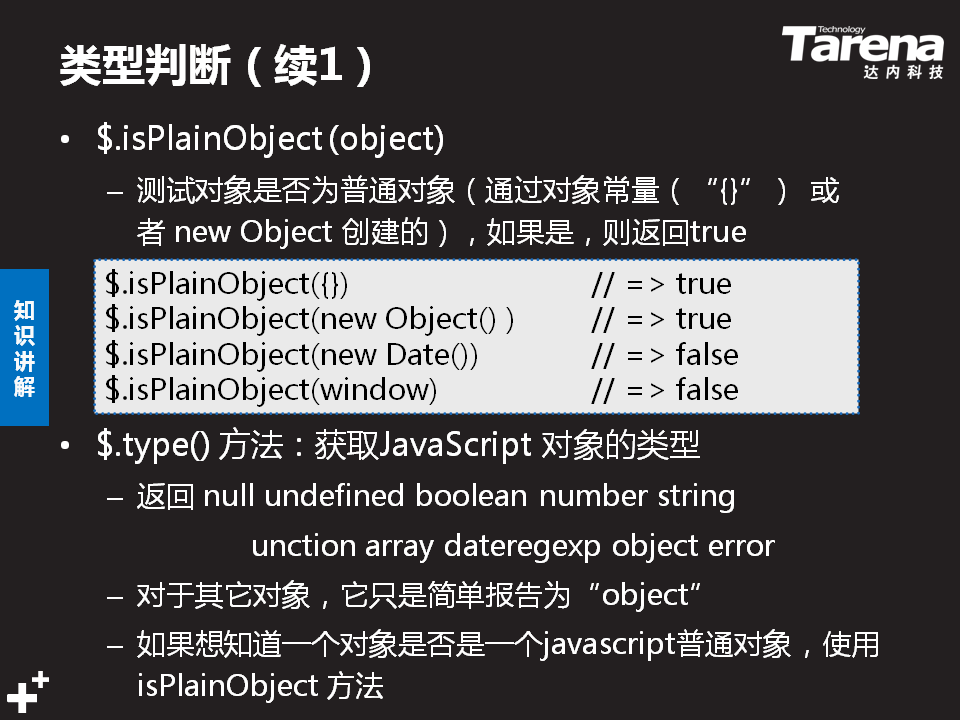 类型判断（续1）
Technology
Tarena
达内科技
• $.isPlainObject (object)
– 测试对象是否为普通对象（通过对象常量（“{}”） 或
者 new Object 创建的），如果是，则返回true
知识讲解
$.isPlainObject({}) // => true
$.isPlainObject(new Object() ) // => true
$.isPlainObject(new Date()) // => false
$.isPlainObject(window) // => false
• $.type() 方法：获取JavaScript 对象的类型
– 返回 null undefined boolean number string
unction array dateregexp object error
– 对于其它对象，它只是简单报告为“object”
– 如果想知道一个对象是否是一个javascript普通对象，使用
isPlainObject 方法